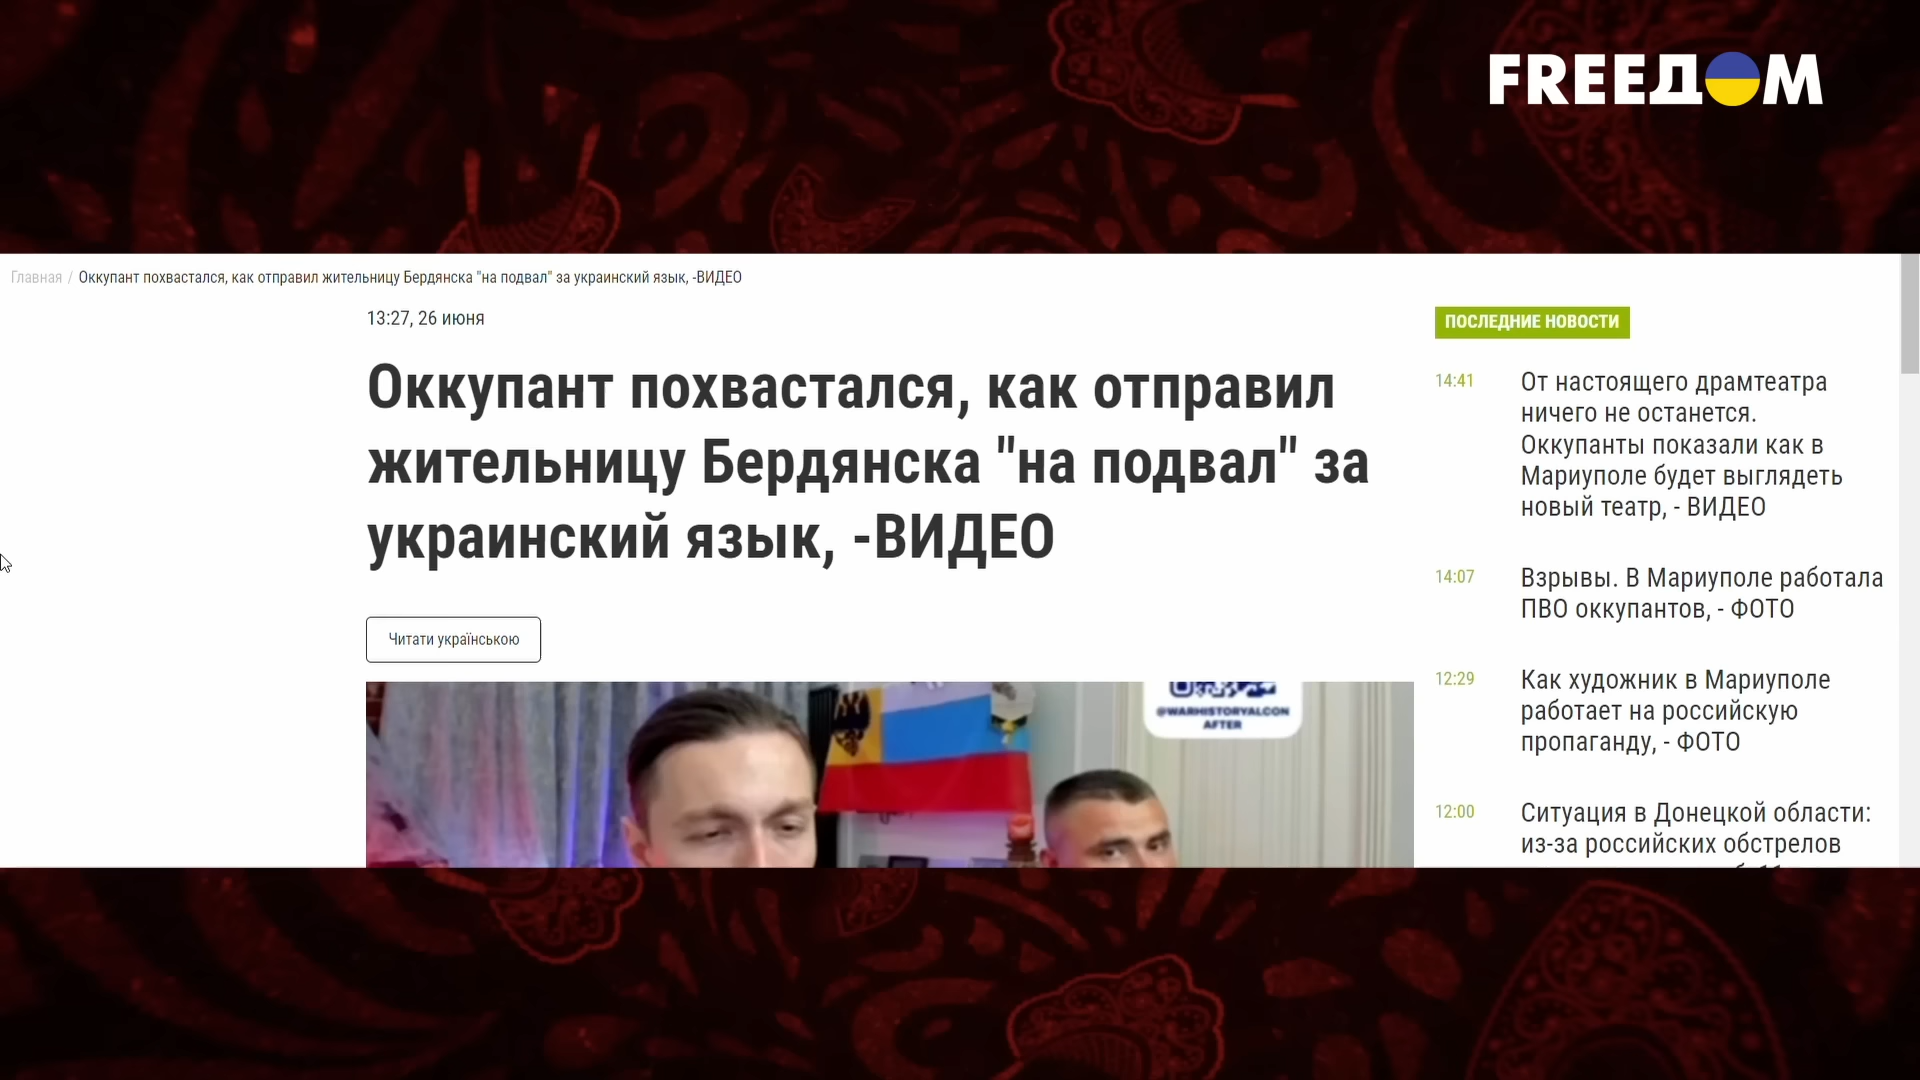 FREEДOM
Главная / Оккупант похвастался, как отправил жительницу Бердянска "на подвал" за украинский язык, -ВИДЕО
13:27, 26 июня
Оккупант похвастался, как отправил
жительницу Бердянска "на подвал" за
украинский язык, -ВИДЕО
Читати українською
@WARHISTORYALCON
AFTER
ПОСЛЕДНИЕ НОВОСТИ
14:41
От настоящего драмтеатра
ничего не останется.
Оккупанты показали как в
Мариуполе будет выглядеть
новый театр, - ВИДЕО
14:07
Взрывы. В Мариуполе работала
ПВО оккупантов, - ФОТО
12:29
Как художник в Мариуполе
работает на российскую
пропаганду, - ФОТО
12:00
Ситуация в Донецкой области:
из-за российских обстрелов